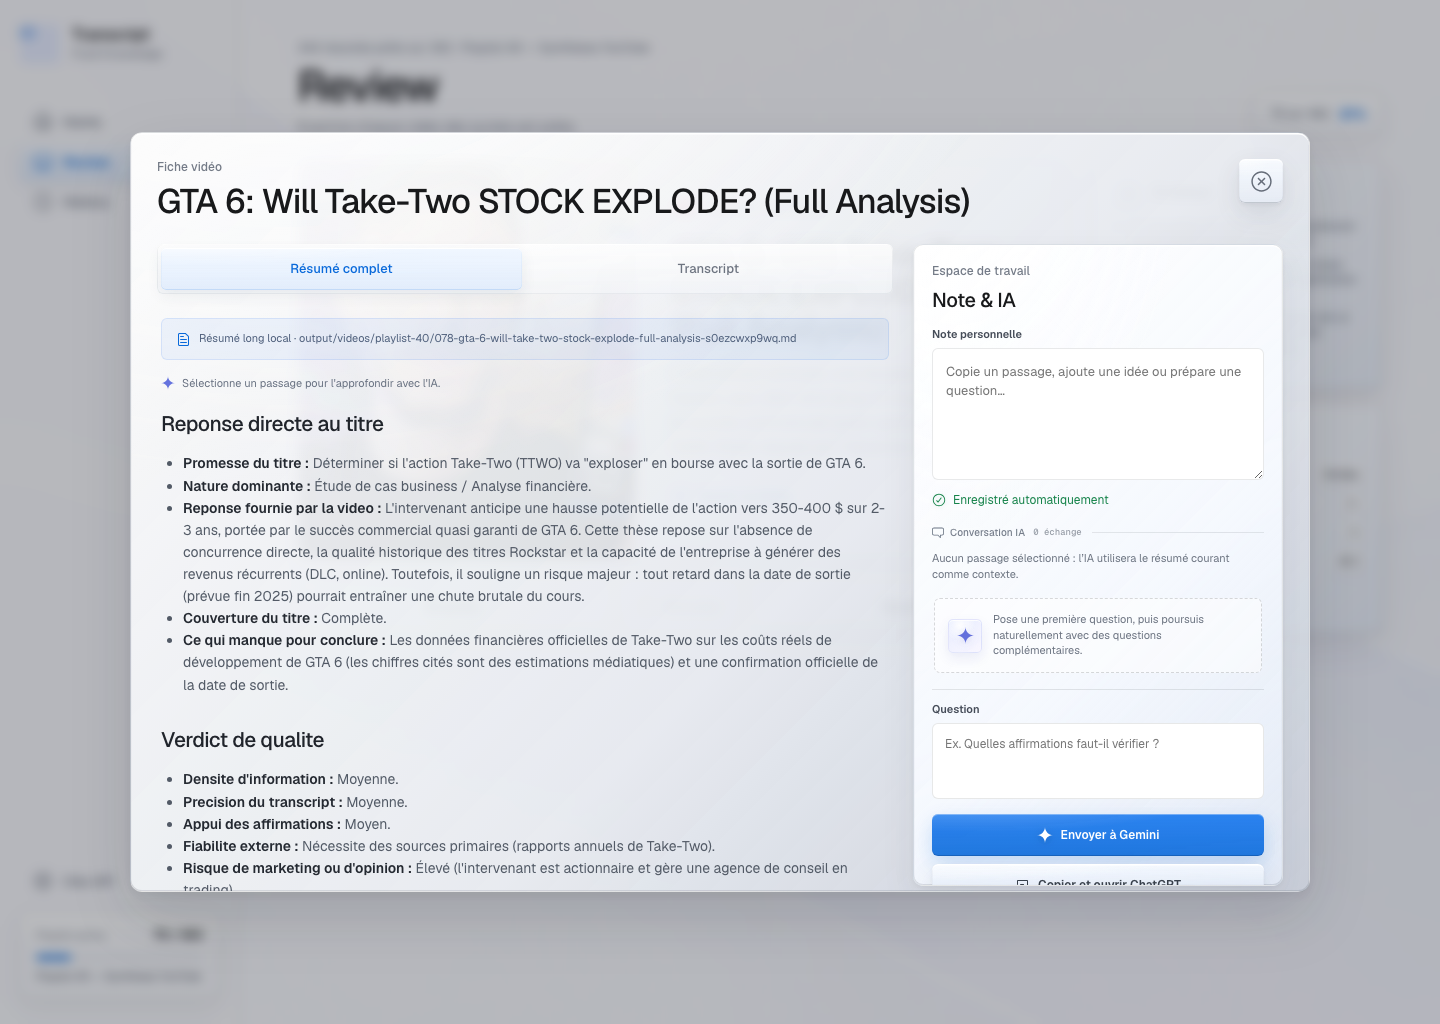 Review
Fiche vidéo
GTA 6: Will Take-Two STOCK EXPLODE? (Full Analysis)
Résumé complet
Transcript
Résumé long local · output/videos/playlist-40/078-gta-6-will-take-two-stock-explode-full-analysis-s0ezcwxp9wq.md
Sélectionne un passage pour l'approfondir avec l'IA.
Reponse directe au titre
Promesse du titre : Déterminer si l'action Take-Two (TTWO) va "exploser" en bourse avec la sortie de GTA 6.
Nature dominante : Étude de cas business / Analyse financière.
Reponse fournie par la video : L'intervenant anticipe une hausse potentielle de l'action vers 350-400 $ sur 2-
3 ans, portée par le succès commercial quasi garanti de GTA 6. Cette thèse repose sur l'absence de
concurrence directe, la qualité historique des titres Rockstar et la capacité de l'entreprise à générer des
revenus récurrents (DLC, online). Toutefois, il souligne un risque majeur : tout retard dans la date de sortie
(prévue fin 2025) pourrait entraîner une chute brutale du cours.
Couverture du titre : Complète.
Ce qui manque pour conclure : Les données financières officielles de Take-Two sur les coûts réels de
développement de GTA 6 (les chiffres cités sont des estimations médiatiques) et une confirmation officielle de
la date de sortie.
Verdict de qualite
Densite d'information : Moyenne.
Precision du transcript : Moyenne.
Appui des affirmations : Moyen.
Fiabilite externe : Nécessite des sources primaires (rapports annuels de Take-Two).
Risque de marketing ou d'opinion : Élevé (l'intervenant est actionnaire et gère une agence de conseil en
trading)
Espace de travail
Note & IA
Note personnelle
Copie un passage, ajoute une idée ou prépare une
question…
Enregistré automatiquement
Conversation IA 0 échange
Aucun passage sélectionné : l'IA utilisera le résumé courant
comme contexte.
Pose une première question, puis poursuis
naturellement avec des questions
complémentaires.
Question
Ex. Quelles affirmations faut-il vérifier ?
Envoyer à Gemini
Copier et ouvrir ChatGPT